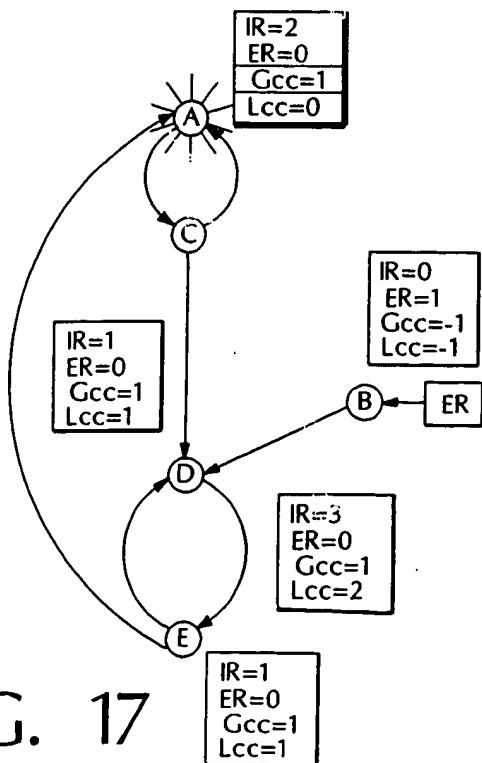 IR=2
ER=0
Gcc=1
Lcc=0
A
C
IR=0
ER=1
Gcc=-1
Lcc=-1
IR=1
ER=0
Gcc=1
Lcc=1
B
ER
D
IR=3
ER=0
Gcc=1
Lcc=2
E
IR=1
ER=0
Gcc=1
Lcc=1
G. 17